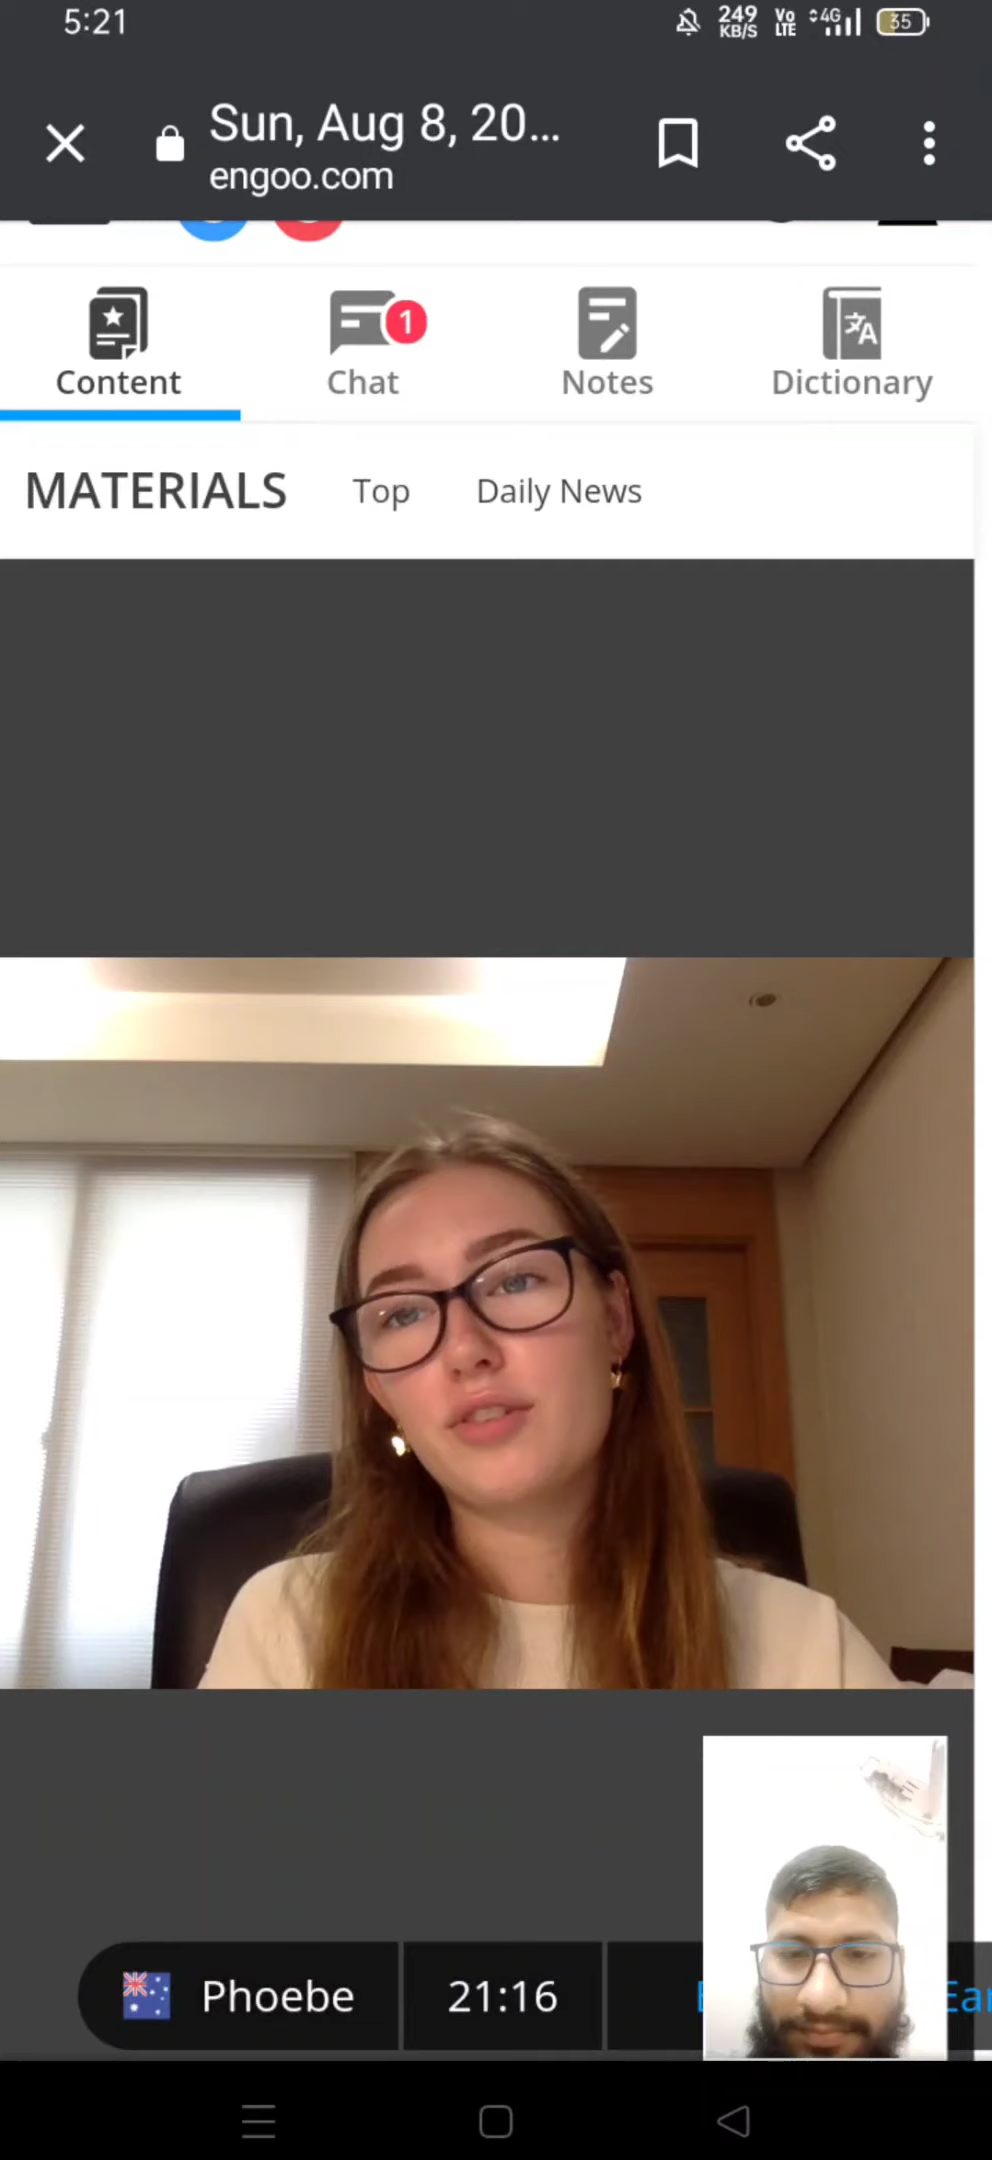 5:21
249
KB/S
Vo
LTE
4G
35
Sun, Aug 8, 20...
engoo.com
1
Content
Chat
Notes
Dictionary
MATERIALS
Top
Daily News
Phoebe
21:16